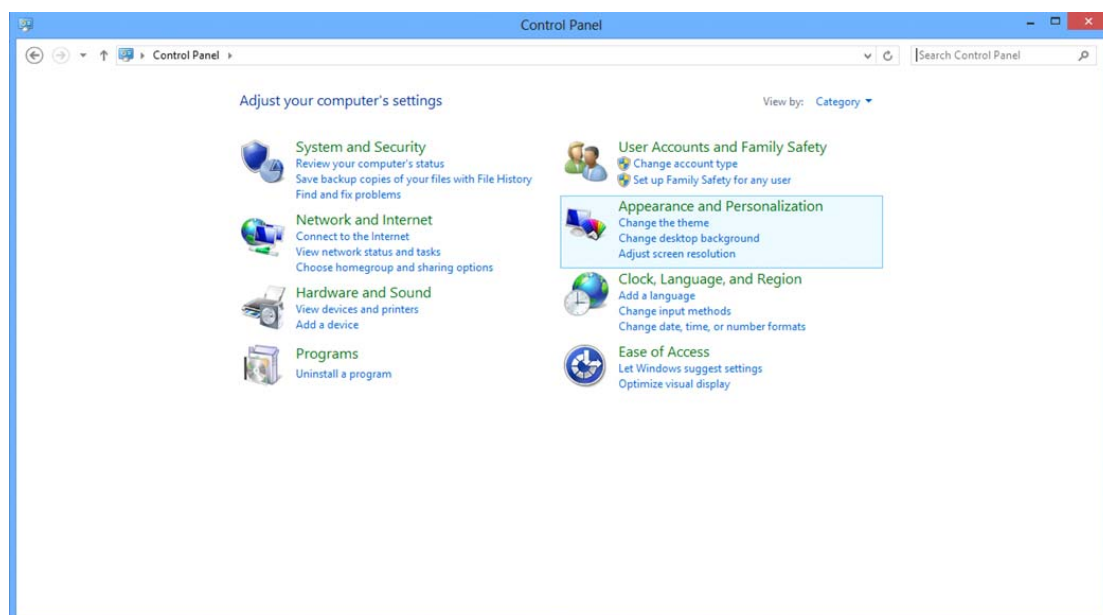 Control Panel
Control Panel
Search Control Panel
Adjust your computer's settings
View by: Category
System and Security
Review your computer's status
Save backup copies of your files with File History
Find and fix problems
Network and Internet
Connect to the Internet
View network status and tasks
Choose homegroup and sharing options
Hardware and Sound
View devices and printers
Add a device
Programs
Uninstall a program
User Accounts and Family Safety
Change account type
Set up Family Safety for any user
Appearance and Personalization
Change the theme
Change desktop background
Adjust screen resolution
Clock, Language, and Region
Add a language
Change input methods
Change date, time, or number formats
Ease of Access
Let Windows suggest settings
Optimize visual display